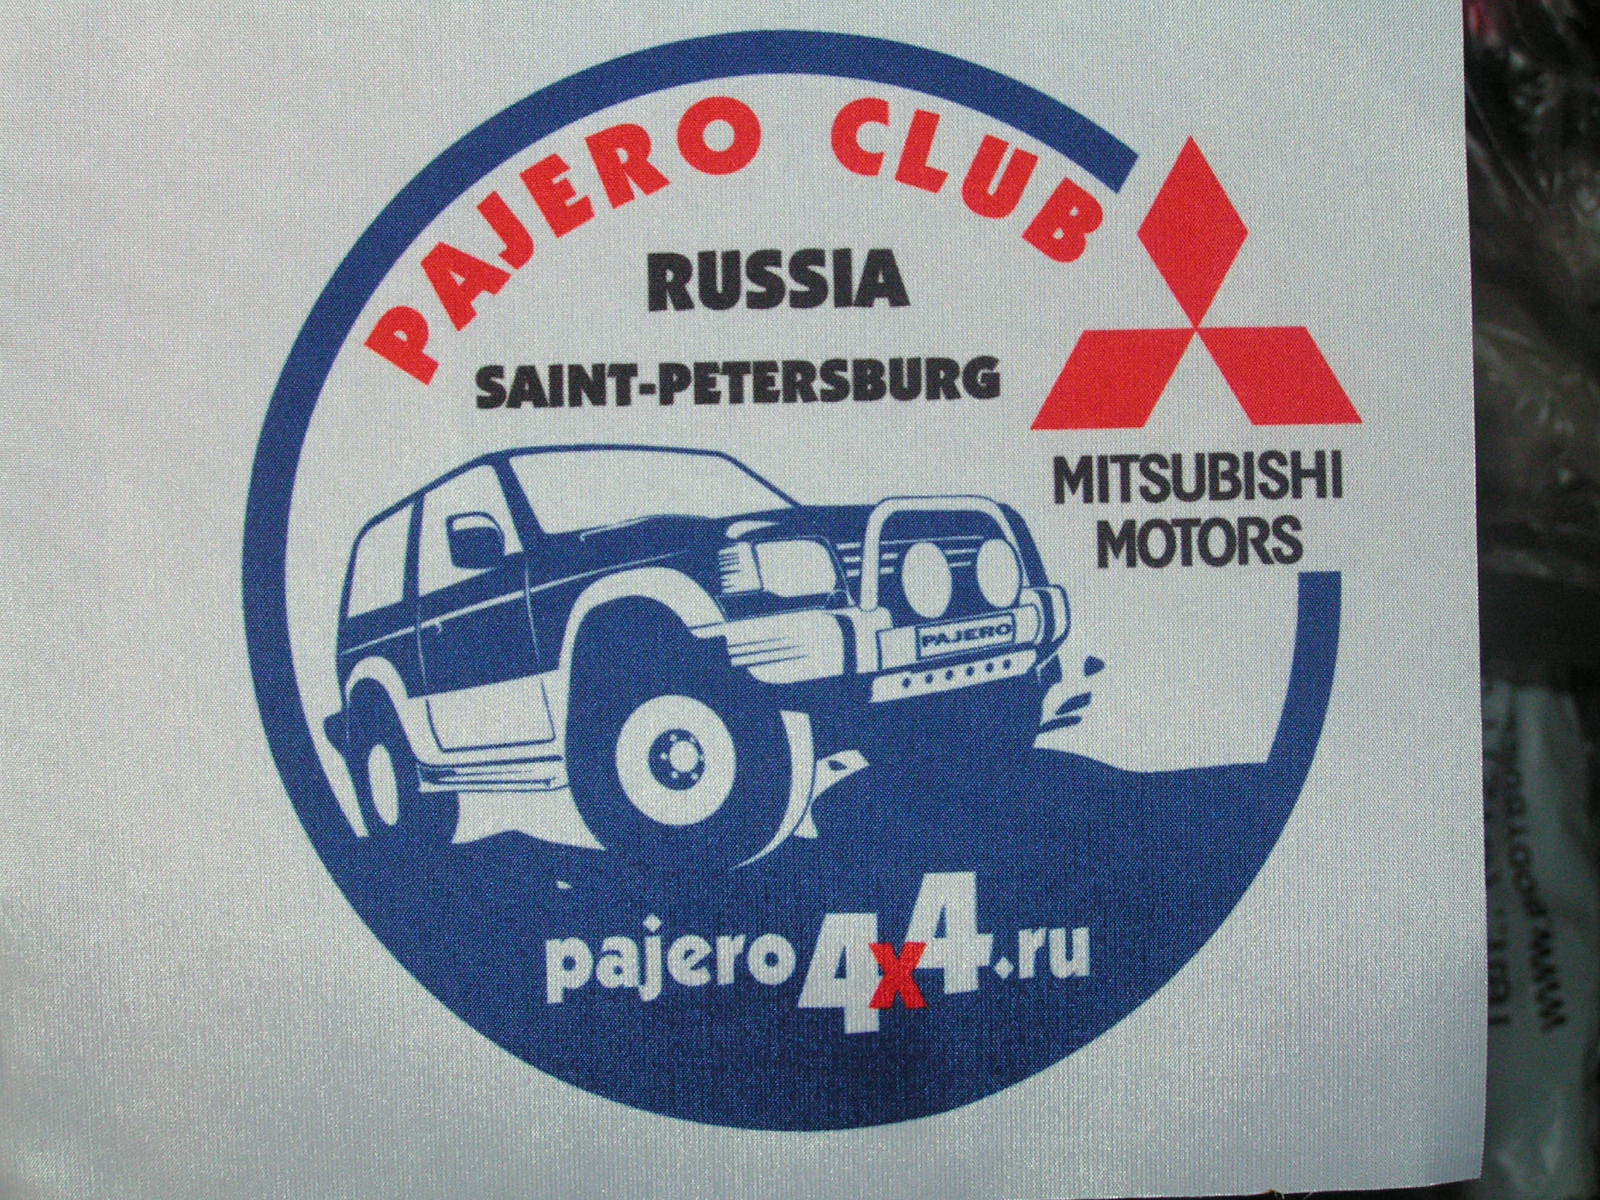 PAJERO CLUB
RUSSIA
SAINT-PETERSBURG
MITSUBISHI
MOTORS
PAJERO
pajero4x4.ru